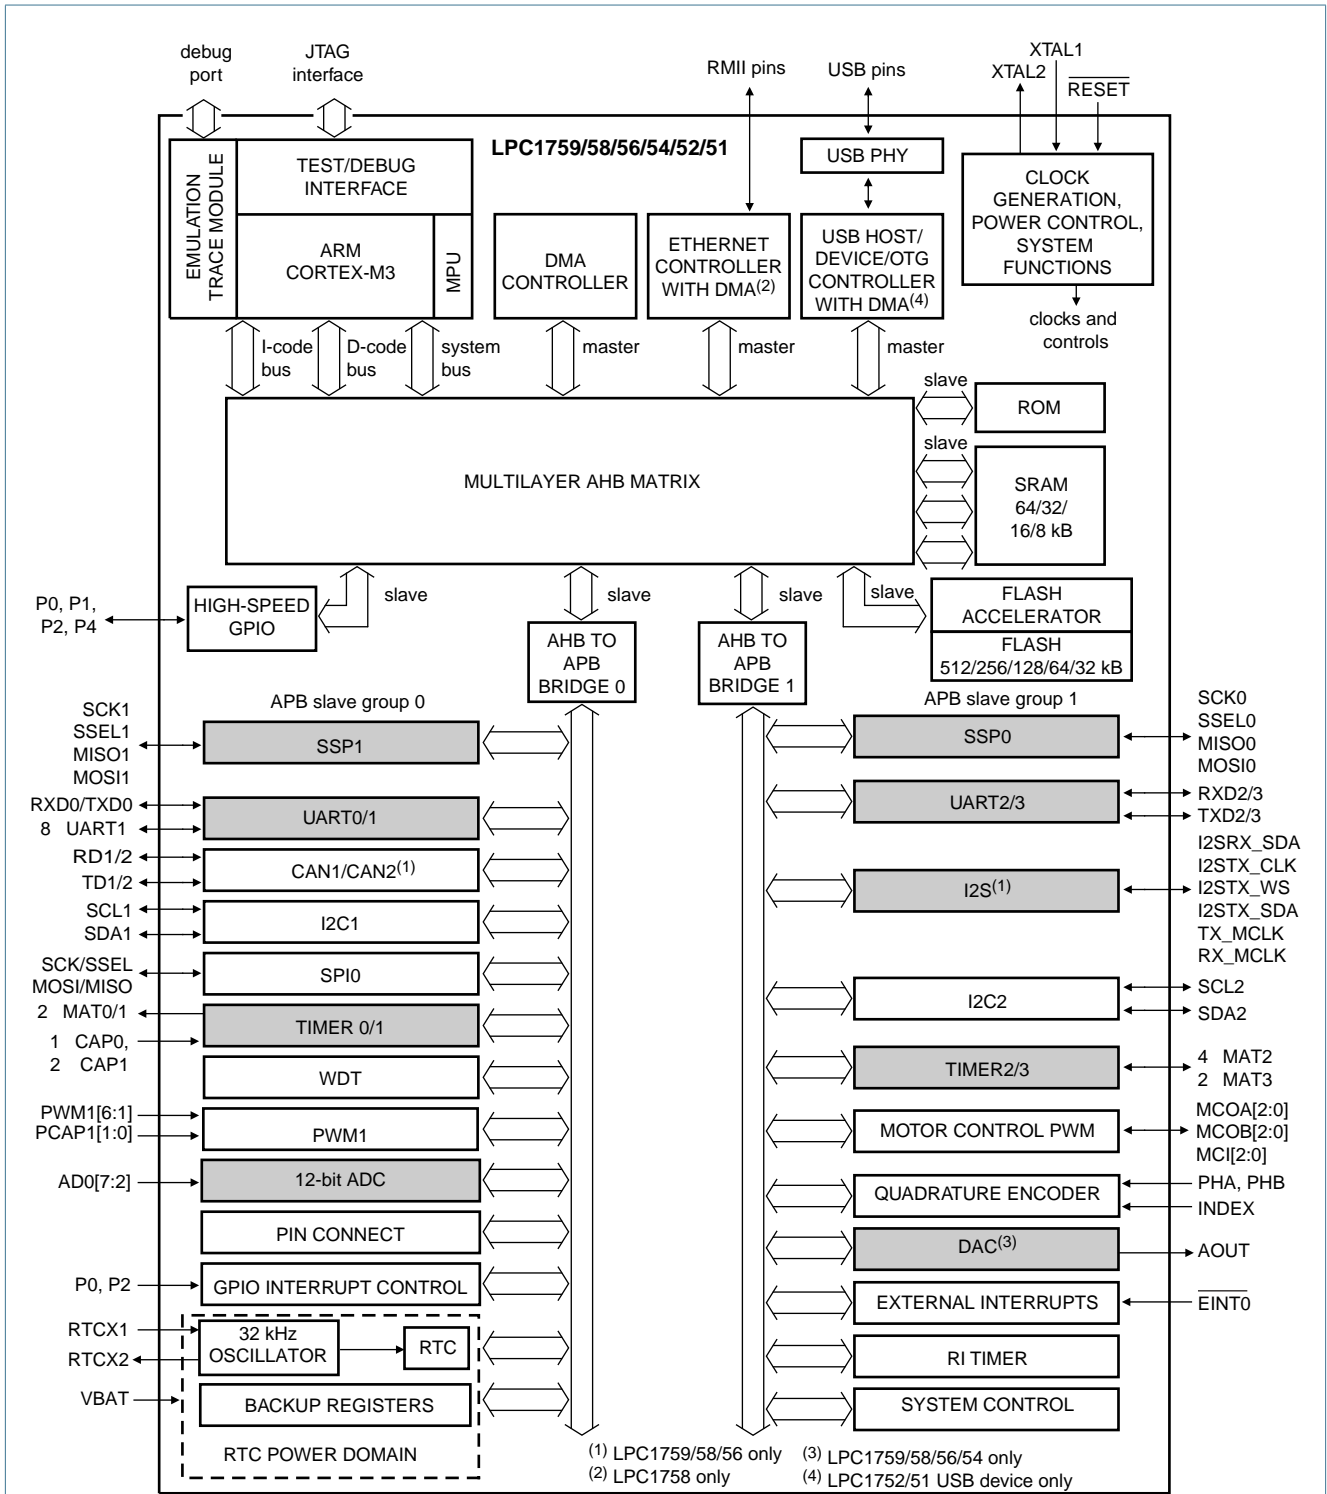 debug
port
JTAG
interface
RMII pins
USB pins
XTAL1
XTAL2
RESET
LPC1759/58/56/54/52/51
EMULATION
TRACE MODULE
TEST/DEBUG
INTERFACE
ARM
CORTEX-M3
MPU
DMA
CONTROLLER
ETHERNET
CONTROLLER
WITH DMA(2)
USB PHY
USB HOST/
DEVICE/OTG
CONTROLLER
WITH DMA(4)
CLOCK
GENERATION,
POWER CONTROL,
SYSTEM
FUNCTIONS
clocks and
controls
I-code
bus
D-code
bus
system
bus
master
master
master
MULTILAYER AHB MATRIX
slave
ROM
slave
SRAM
64/32/
16/8 kB
P0, P1,
P2, P4
HIGH-SPEED
GPIO
slave
slave
slave
slave
AHB TO
APB
BRIDGE 0
AHB TO
APB
BRIDGE 1
FLASH
ACCELERATOR
FLASH
512/256/128/64/32 kB
APB slave group 0
SCK1
SSEL1
MISO1
MOSI1
SSP1
RXD0/TXD0
8 UART1
UART0/1
RD1/2
TD1/2
CAN1/CAN2(1)
SCL1
SDA1
I2C1
SCK/SSEL
MOSI/MISO
SPI0
2 MAT0/1
1 CAP0,
2 CAP1
TIMER 0/1
WDT
PWM1[6:1]
PCAP1[1:0]
PWM1
AD0[7:2]
12-bit ADC
PIN CONNECT
P0, P2
GPIO INTERRUPT CONTROL
RTCX1
RTCX2
32 kHz
OSCILLATOR
RTC
VBAT
BACKUP REGISTERS
RTC POWER DOMAIN
APB slave group 1
SSP0
SCK0
SSEL0
MISO0
MOSI0
UART2/3
RXD2/3
TXD2/3
I2S(1)
I2SRX_SDA
I2STX_CLK
I2STX_WS
I2STX_SDA
TX_MCLK
RX_MCLK
I2C2
SCL2
SDA2
TIMER2/3
4 MAT2
2 MAT3
MOTOR CONTROL PWM
MCOA[2:0]
MCOB[2:0]
MCI[2:0]
QUADRATURE ENCODER
PHA, PHB
INDEX
DAC(3)
AOUT
EXTERNAL INTERRUPTS
EINT0
RI TIMER
SYSTEM CONTROL
(1) LPC1759/58/56 only
(2) LPC1758 only
(3) LPC1759/58/56/54 only
(4) LPC1752/51 USB device only